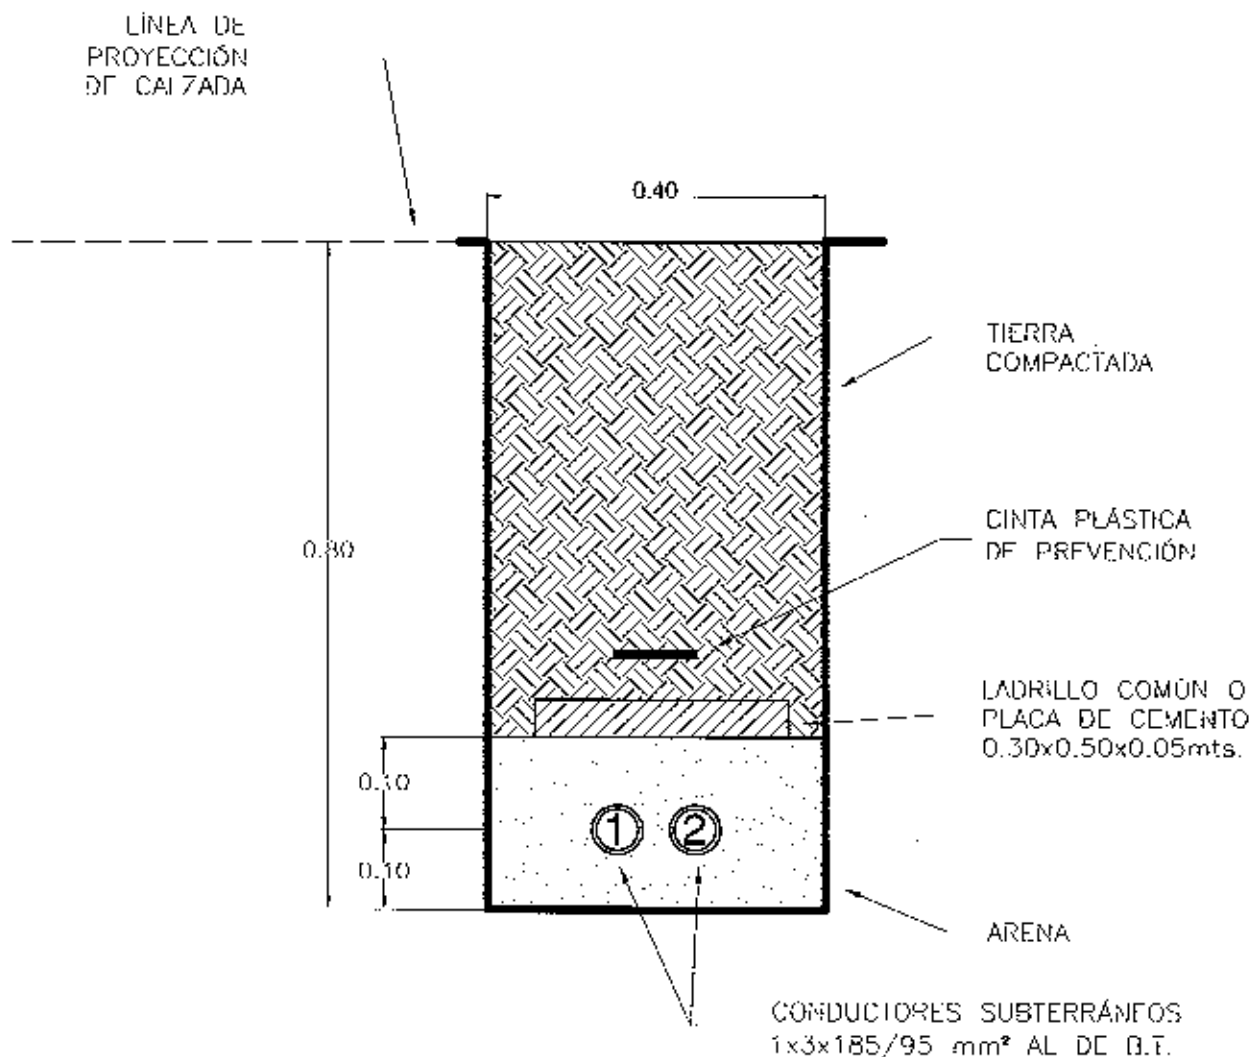 LÍNEA DE
PROYECCIÓN
DE CALZADA
0.40
TIERRA
COMPACTADA
0.80
CINTA PLÁSTICA
DE PREVENCIÓN
LADRILLO COMÚN O
PLACA DE CEMENTO
0.30x0.50x0.05mts.
0.10
1 2
0.10
ARENA
CONDUCTORES SUBTERRÁNEOS
1x3x185/95 mm² AL DE B.T.